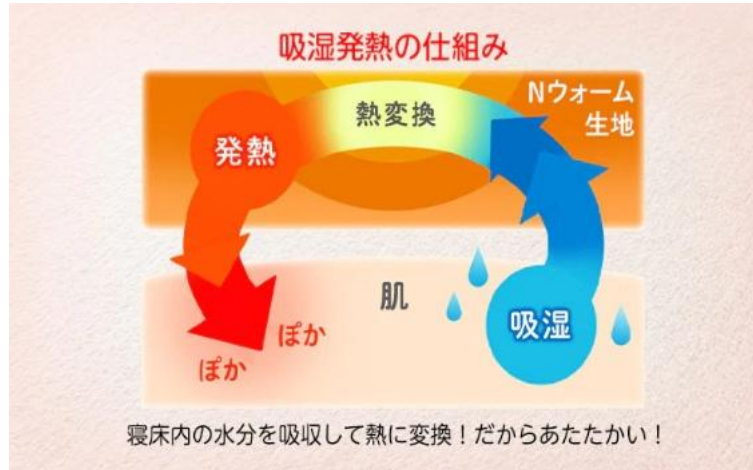 吸湿発熱の仕組み
Nウォーム
生地
熱変換
発熱
肌
吸湿
ぽか
ぽか
寝床内の水分を吸収して熱に変換！だからあたたかい！